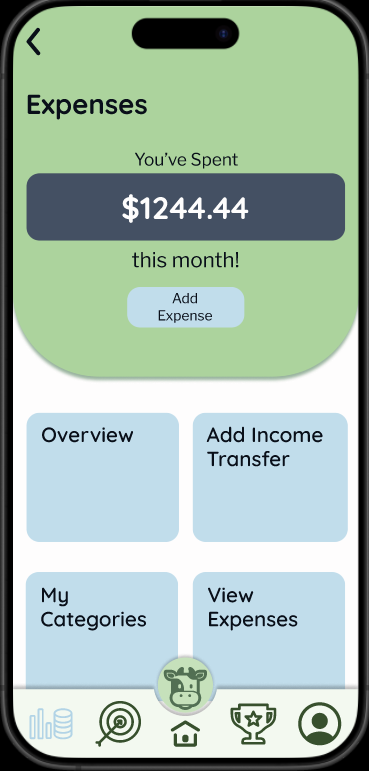 Expenses
You've Spent
$1244.44
this month!
Add
Expense
Overview
Add Income
Transfer
My
Categories
View
Expenses